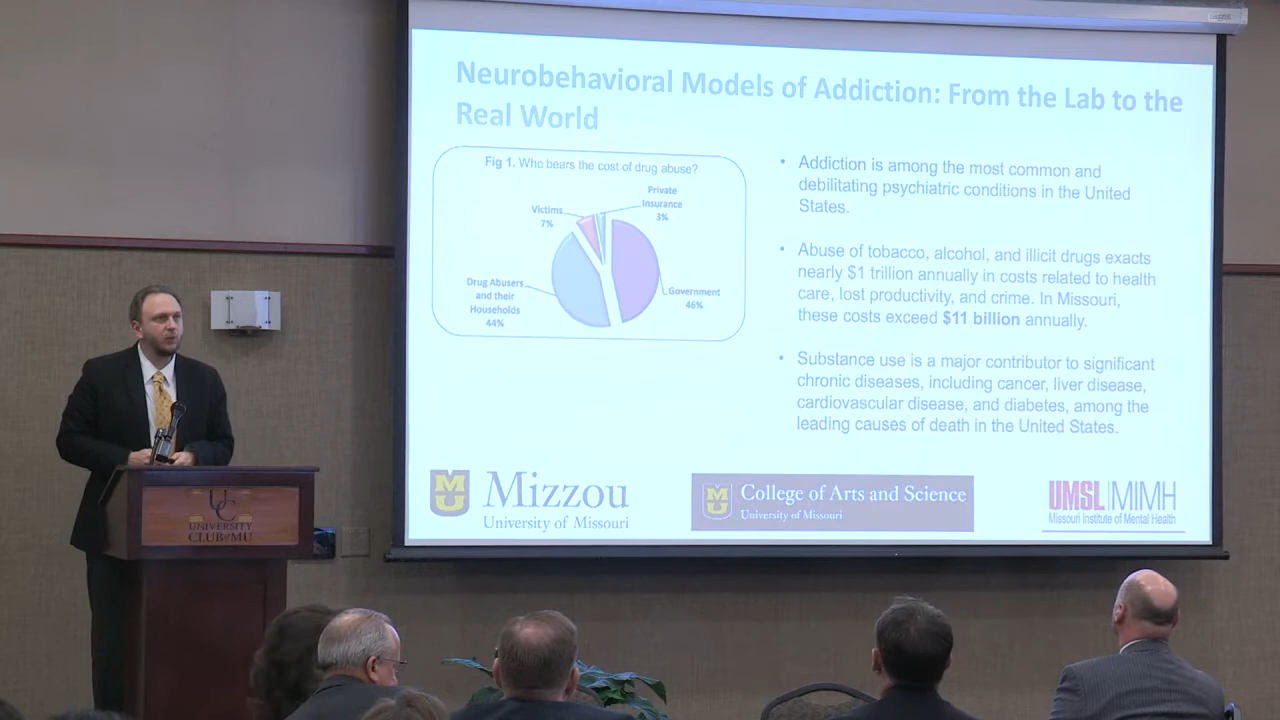 Neurobehavioral Models of Addiction: From the Lab to the
Real World
Fig 1. Who bears the cost of drug abuse?
Private
Insurance
3%
Victims
7%
Drug Abusers
and their
Households
44%
Government
46%
• Addiction is among the most common and
debilitating psychiatric conditions in the United
States.
• Abuse of tobacco, alcohol, and illicit drugs exacts
nearly $1 trillion annually in costs related to health
care, lost productivity, and crime. In Missouri,
these costs exceed $11 billion annually.
• Substance use is a major contributor to significant
chronic diseases, including cancer, liver disease,
cardiovascular disease, and diabetes, among the
leading causes of death in the United States.
MU
Mizzou
University of Missouri
MU
College of Arts and Science
University of Missouri
UMSL|MIMH
Missouri Institute of Mental Health
UC
UNIVERSITY
CLUB of MU